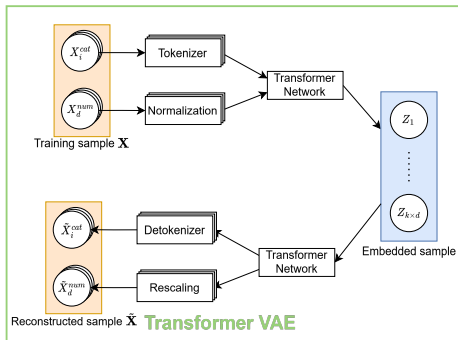 X_i^{cat}
Tokenizer
Transformer
Network
X_d^{num}
Normalization
Training sample X
Z_1
Z_{k×d}
Embedded sample
X̃_i^{cat}
Detokenizer
Transformer
Network
X̃_d^{num}
Rescaling
Reconstructed sample X̃
Transformer VAE